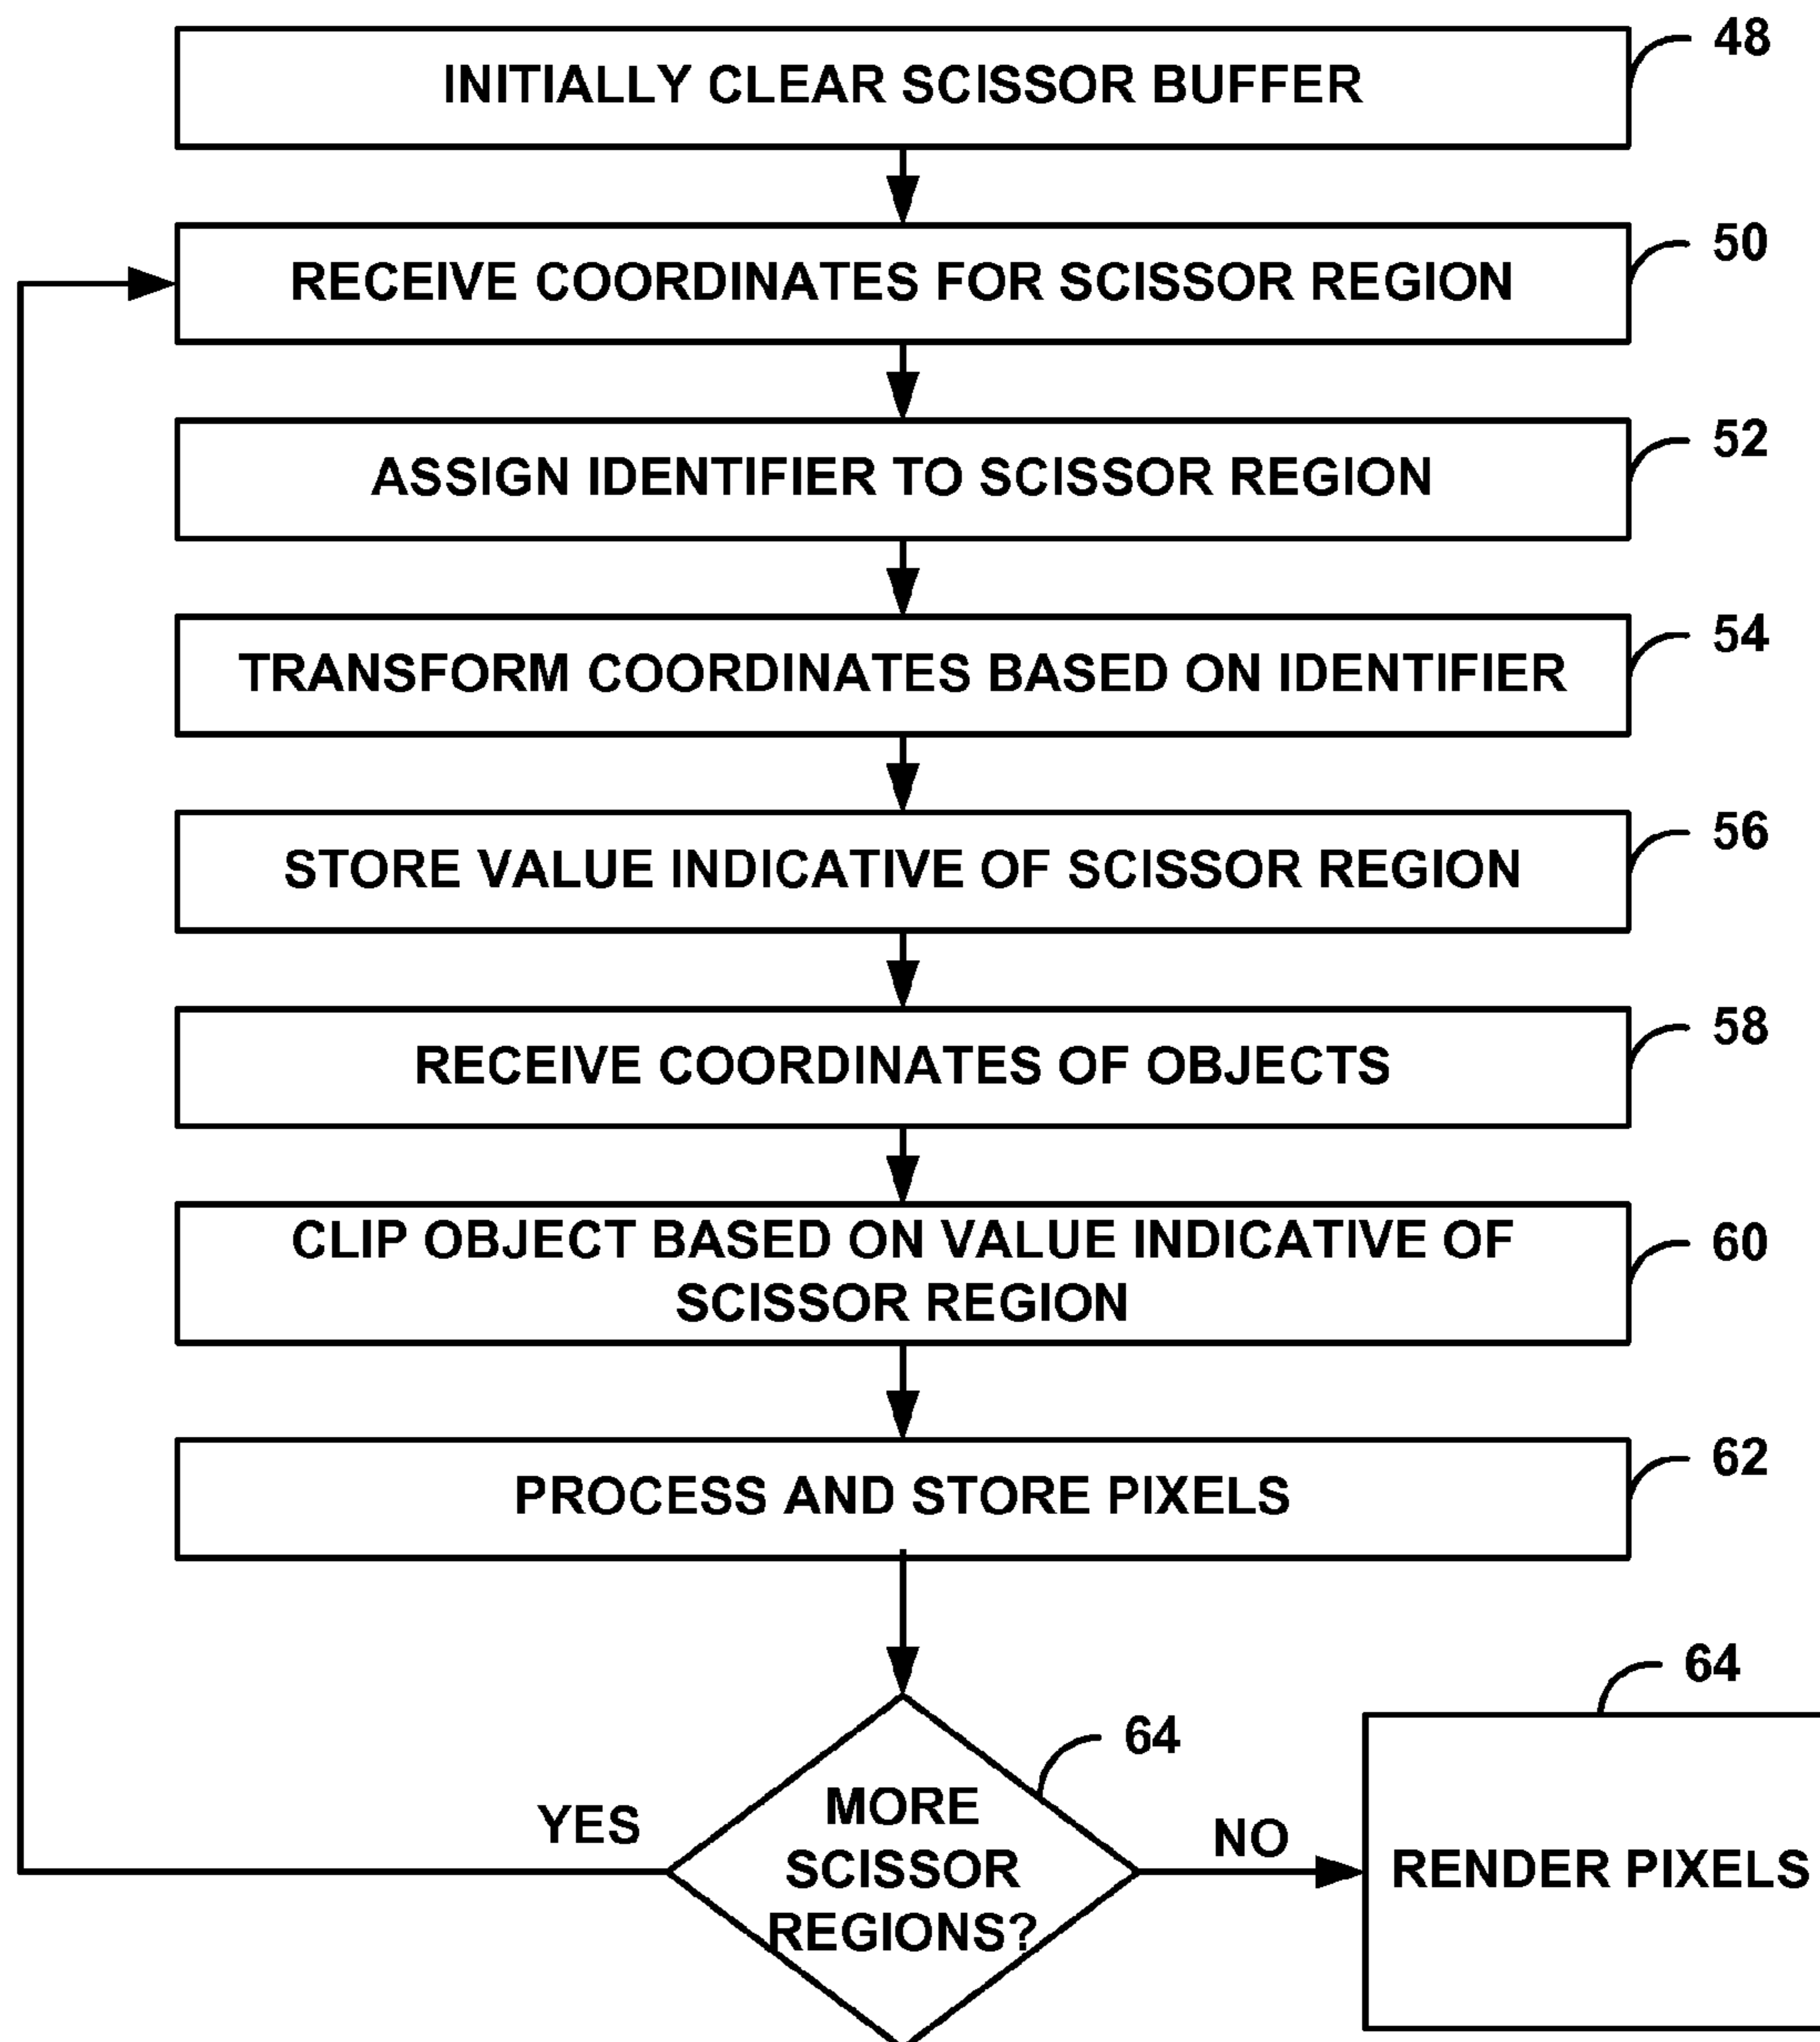 INITIALLY CLEAR SCISSOR BUFFER
48
RECEIVE COORDINATES FOR SCISSOR REGION
50
ASSIGN IDENTIFIER TO SCISSOR REGION
52
TRANSFORM COORDINATES BASED ON IDENTIFIER
54
STORE VALUE INDICATIVE OF SCISSOR REGION
56
RECEIVE COORDINATES OF OBJECTS
58
CLIP OBJECT BASED ON VALUE INDICATIVE OF
SCISSOR REGION
60
PROCESS AND STORE PIXELS
62
MORE
SCISSOR
REGIONS?
64
YES
NO
RENDER PIXELS
64